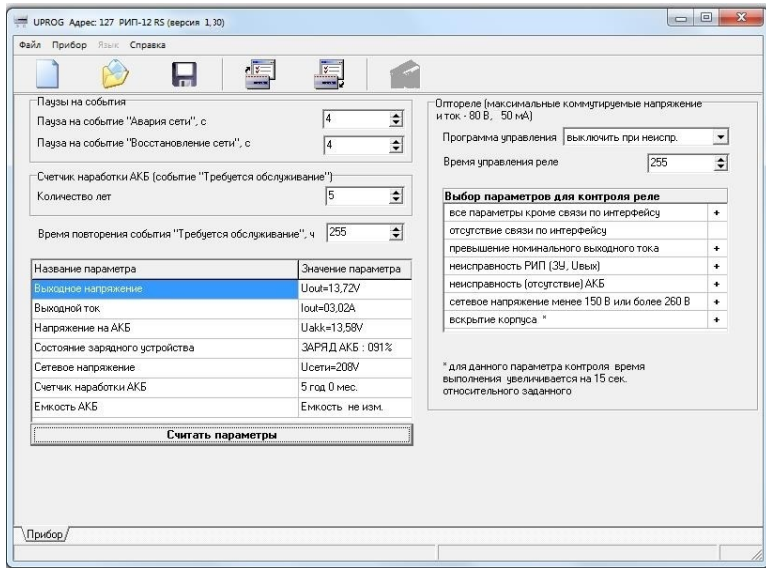 UPROG Адрес: 127 РИП-12 RS (версия 1,30)
Файл Прибор Язык Справка
Паузы на события
Пауза на событие "Авария сети", с 4
Пауза на событие "Восстановление сети", с 4
Счетчик наработки АКБ (событие "Требуется обслуживание")
Количество лет 5
Время повторения события "Требуется обслуживание", ч 255
Название параметра Значение параметра
Выходное напряжение Uout=13,72V
Выходной ток Iout=03,02A
Напряжение на АКБ Uakk=13,58V
Состояние зарядного устройства ЗАРЯД АКБ : 091%
Сетевое напряжение Uсети=208V
Счетчик наработки АКБ 5 год 0 мес.
Емкость АКБ Емкость не изм.
Считать параметры
Оптореле (максимальные коммутируемые напряжение
и ток - 80 В, 50 мА)
Программа управления выключить при неиспр.
Время управления реле 255
Выбор параметров для контроля реле
все параметры кроме связи по интерфейсу +
отсутствие связи по интерфейсу
превышение номинального выходного тока +
неисправность РИП (ЗУ, Uвых) +
неисправность (отсутствие) АКБ +
сетевое напряжение менее 150 В или более 260 В +
вскрытие корпуса * +
* для данного параметра контроля время
выполнения увеличивается на 15 сек.
относительного заданного
Прибор